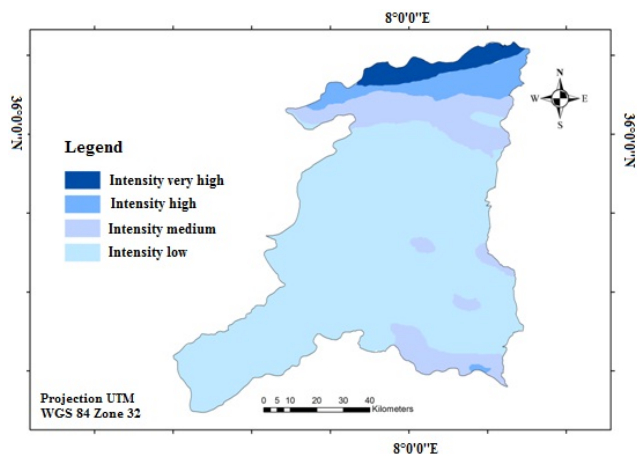 8°0'0"E
N
W E
S
36°0'0"N
36°0'0"N
Legend
Intensity very high
Intensity high
Intensity medium
Intensity low
Projection UTM
WGS 84 Zone 32
0 5 10 20 30 40
Kilometers
8°0'0"E